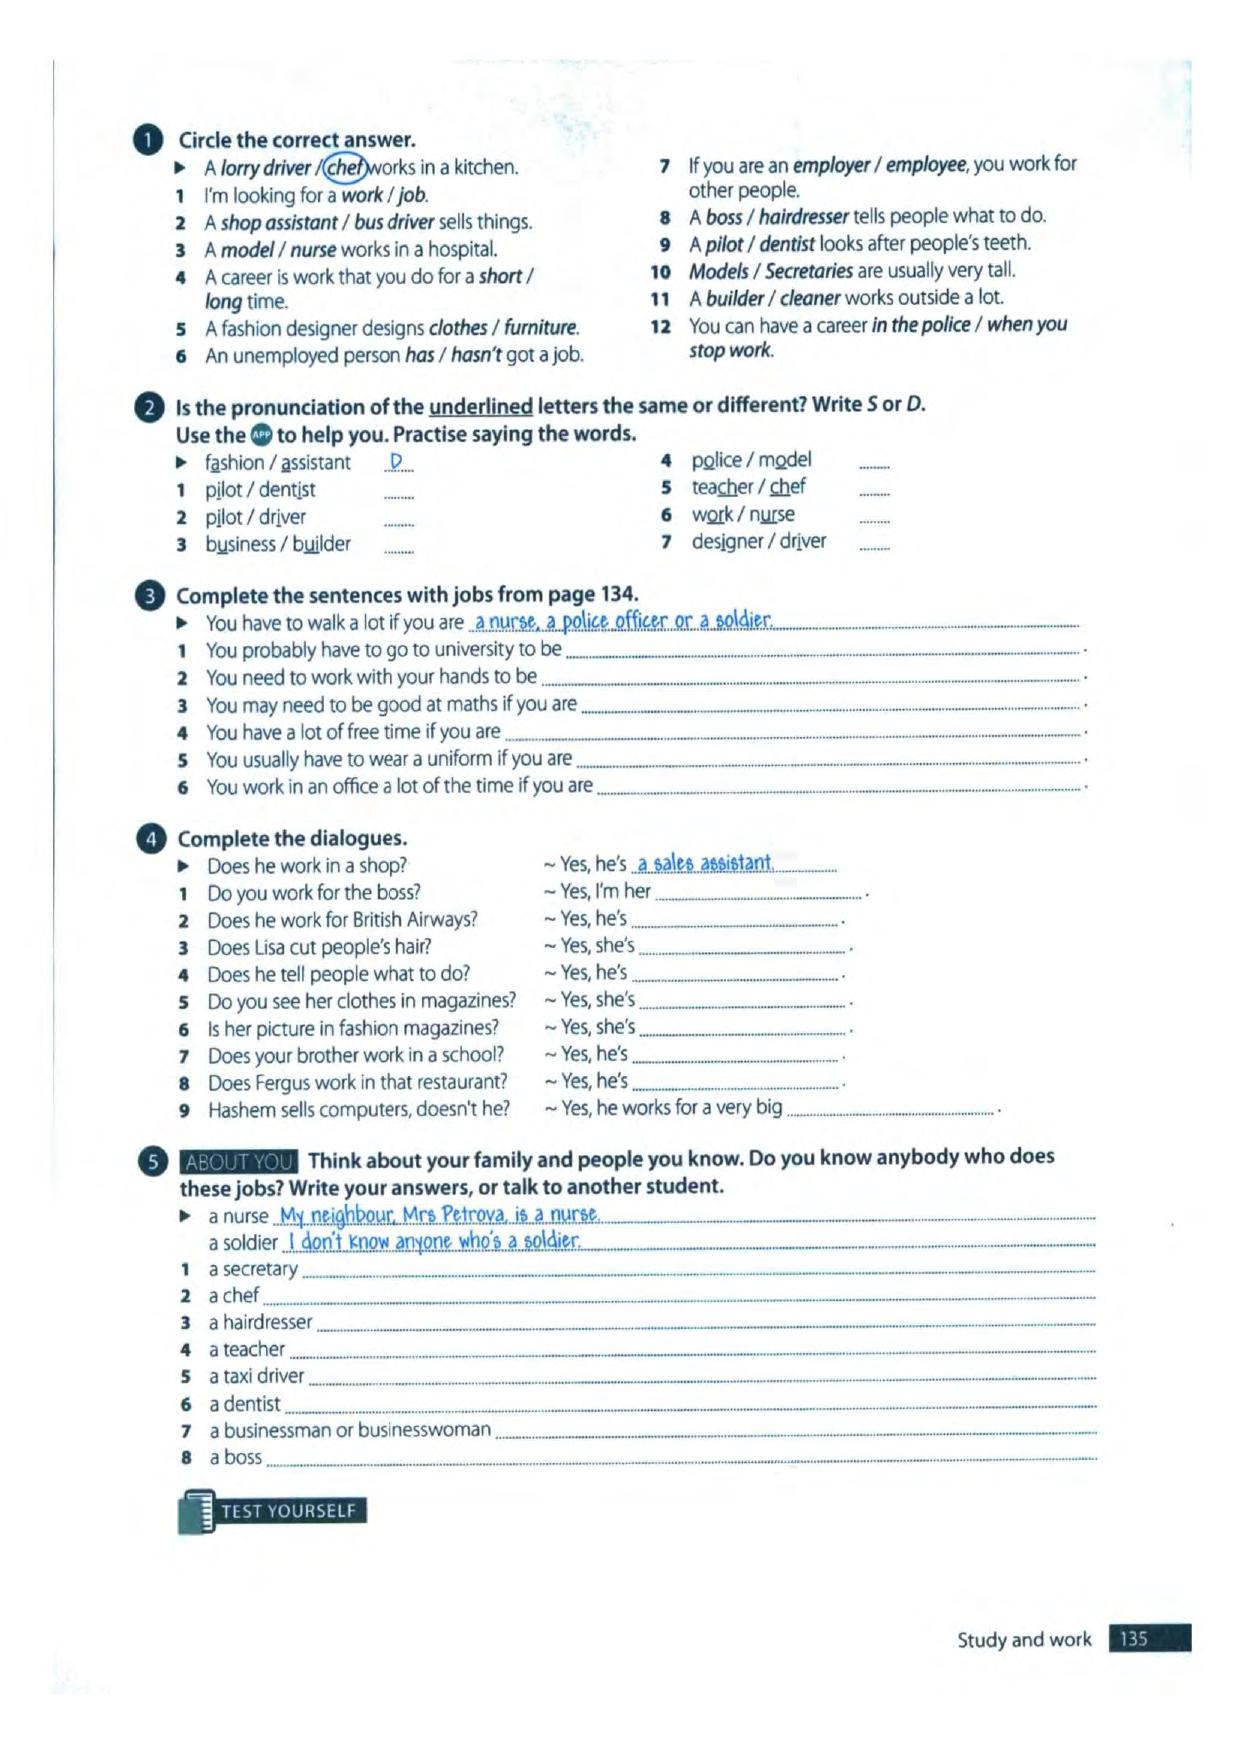 1 Circle the correct answer.
▶ A lorry driver / chef works in a kitchen.
1 I'm looking for a work / job.
2 A shop assistant / bus driver sells things.
3 A model / nurse works in a hospital.
4 A career is work that you do for a short /
long time.
5 A fashion designer designs clothes / furniture.
6 An unemployed person has / hasn't got a job.
7 If you are an employer / employee, you work for
other people.
8 A boss / hairdresser tells people what to do.
9 A pilot / dentist looks after people's teeth.
10 Models / Secretaries are usually very tall.
11 A builder / cleaner works outside a lot.
12 You can have a career in the police / when you
stop work.
2 Is the pronunciation of the underlined letters the same or different? Write S or D.
Use the APP to help you. Practise saying the words.
▶ fashion / assistant D
1 pilot / dentist
2 pilot / driver
3 business / builder
4 police / model
5 teacher / chef
6 work / nurse
7 designer / driver
3 Complete the sentences with jobs from page 134.
▶ You have to walk a lot if you are a nurse, a police officer or a soldier.
1 You probably have to go to university to be .
2 You need to work with your hands to be .
3 You may need to be good at maths if you are .
4 You have a lot of free time if you are .
5 You usually have to wear a uniform if you are .
6 You work in an office a lot of the time if you are .
4 Complete the dialogues.
▶ Does he work in a shop? ~ Yes, he's a sales assistant.
1 Do you work for the boss? ~ Yes, I'm her .
2 Does he work for British Airways? ~ Yes, he's .
3 Does Lisa cut people's hair? ~ Yes, she's .
4 Does he tell people what to do? ~ Yes, he's .
5 Do you see her clothes in magazines? ~ Yes, she's .
6 Is her picture in fashion magazines? ~ Yes, she's .
7 Does your brother work in a school? ~ Yes, he's .
8 Does Fergus work in that restaurant? ~ Yes, he's .
9 Hashem sells computers, doesn't he? ~ Yes, he works for a very big .
5 ABOUT YOU Think about your family and people you know. Do you know anybody who does
these jobs? Write your answers, or talk to another student.
▶ a nurse My neighbour, Mrs Petrova, is a nurse.
a soldier I don't know anyone who's a soldier.
1 a secretary
2 a chef
3 a hairdresser
4 a teacher
5 a taxi driver
6 a dentist
7 a businessman or businesswoman
8 a boss
TEST YOURSELF
Study and work 135